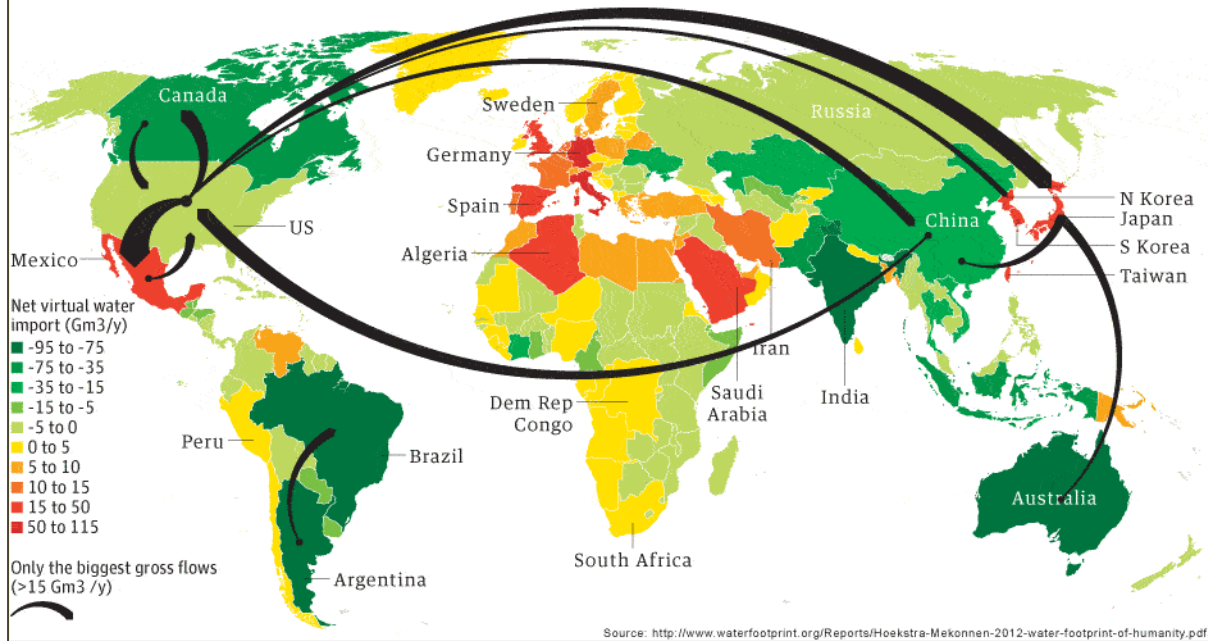 Canada
Russia
Sweden
Germany
N Korea
Spain
China
Japan
US
S Korea
Algeria
Mexico
Taiwan
Net virtual water
import (Gm3/y)
-95 to -75
-75 to -35
-35 to -15
-15 to -5
-5 to 0
0 to 5
5 to 10
10 to 15
15 to 50
50 to 115
Iran
Saudi
Arabia
India
Dem Rep
Congo
Peru
Brazil
Australia
South Africa
Argentina
Only the biggest gross flows
(>15 Gm3 /y)
Source: http://www.waterfootprint.org/Reports/Hoekstra-Mekonnen-2012-water-footprint-of-humanity.pdf